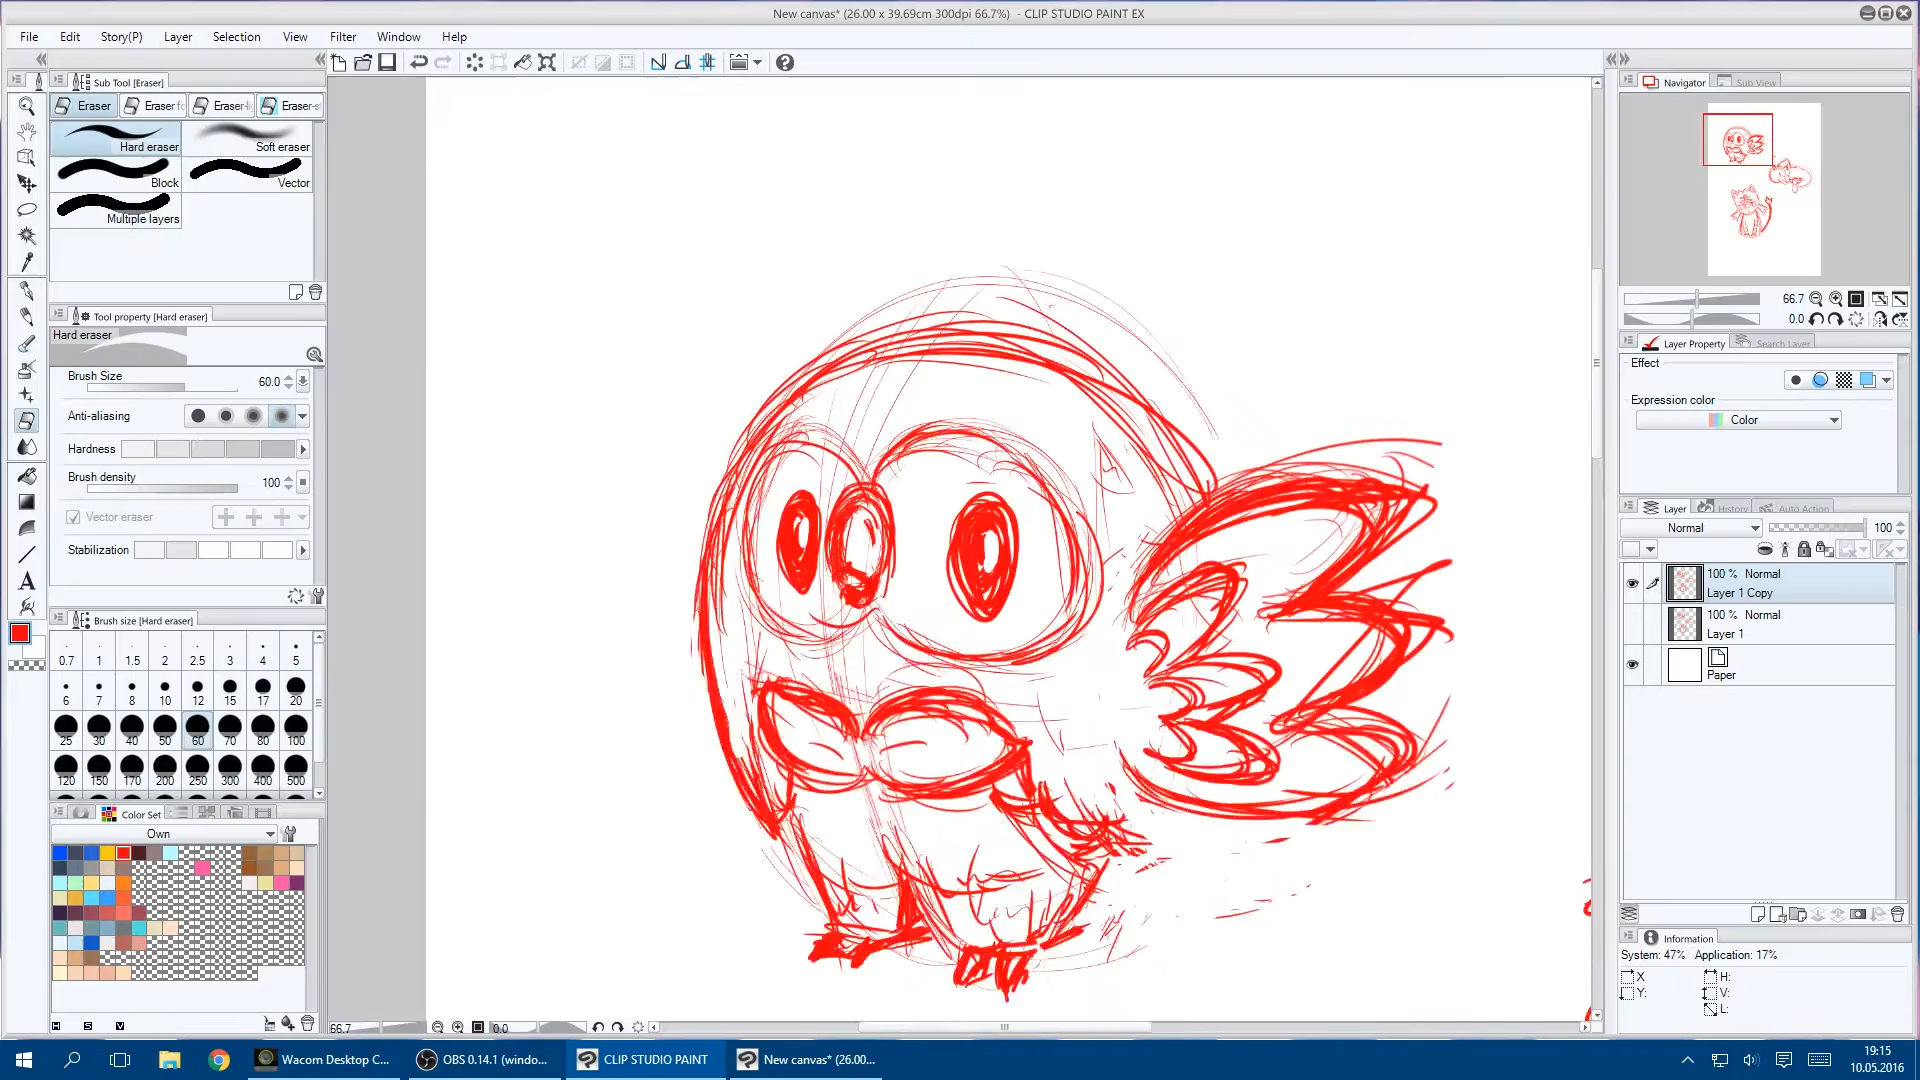 New canvas* (26.00 x 39.69cm 300dpi 66.7%) - CLIP STUDIO PAINT EX
File Edit Story(P) Layer Selection View Filter Window Help
Sub Tool [Eraser]
Eraser
Hard eraser
Soft eraser
Block
Vector
Multiple layers
Tool property [Hard eraser]
Hard eraser
Brush Size 60.0
Anti-aliasing
Hardness
Brush density 100
Vector eraser
Stabilization
Brush size [Hard eraser]
0.7 1 1.5 2 2.5 3 4 5
6 7 8 10 12 15 17 20
25 30 40 50 60 70 80 100
120 150 170 200 250 300 400 500
Color Set
Own
H S V
66.7 0.0
Navigator Sub View
66.7
0.0
Layer Property Search Layer
Effect
Expression color
Color
Layer History Auto Action
Normal 100
100 % Normal
Layer 1 Copy
100 % Normal
Layer 1
Paper
Information
System: 47% Application: 17%
X H:
Y: V:
L:
Wacom Desktop C...
OBS 0.14.1 (windo...
CLIP STUDIO PAINT
New canvas* (26.00...
19:15
10.05.2016